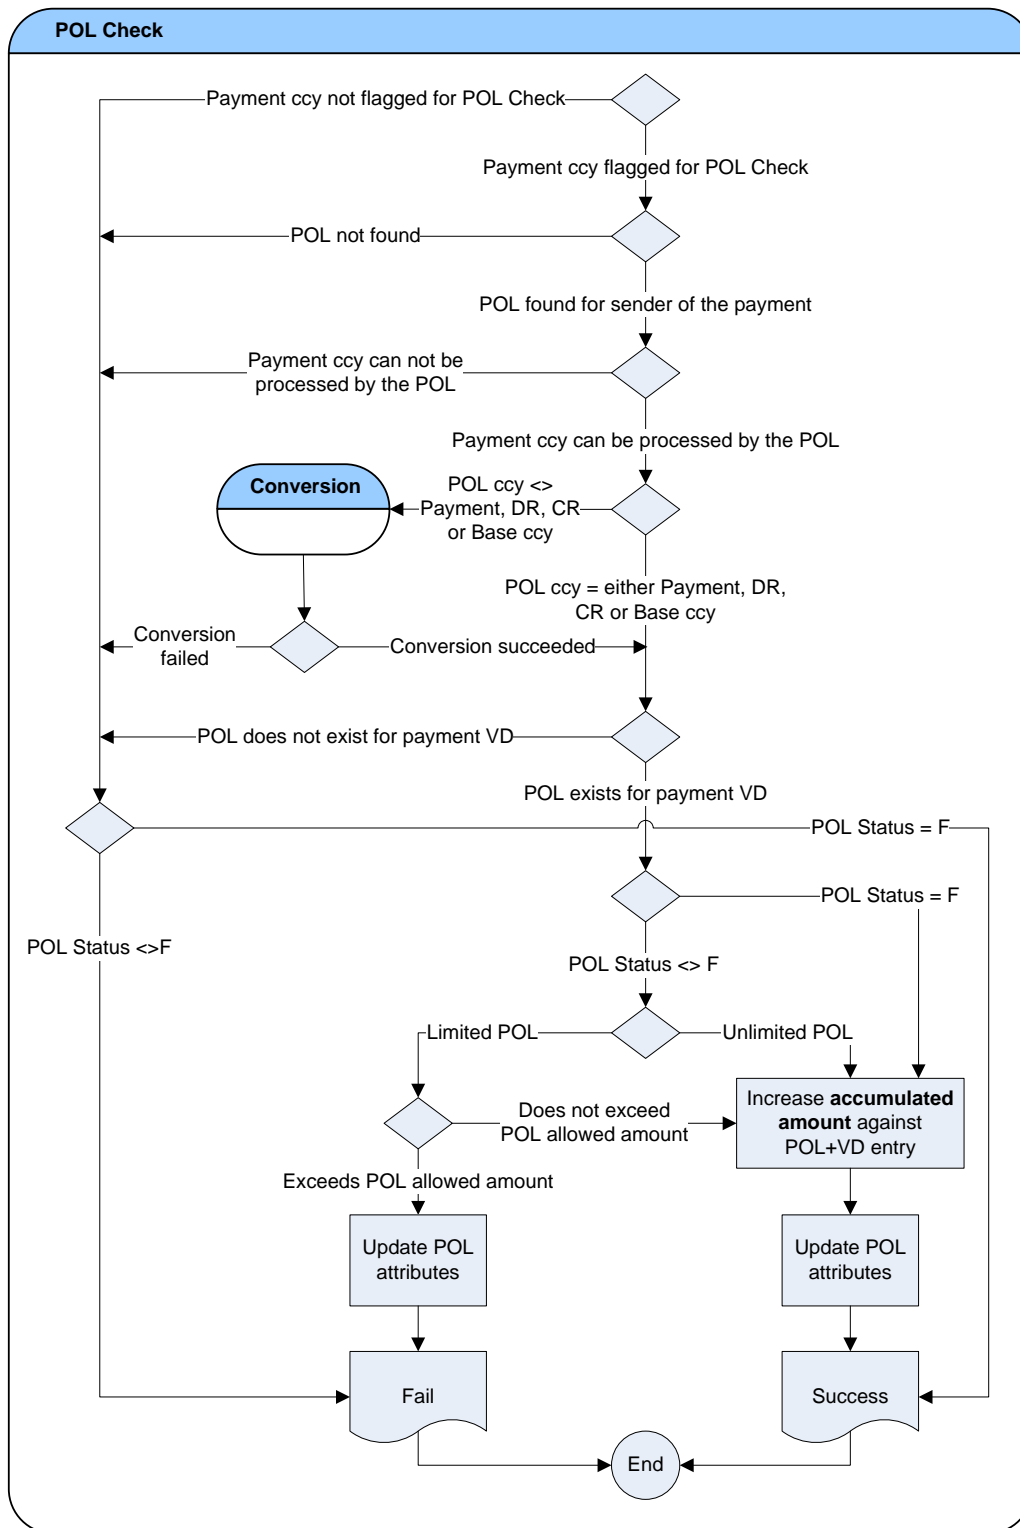 POL Check
Payment ccy not flagged for POL Check
Payment ccy flagged for POL Check
POL not found
POL found for sender of the payment
Payment ccy can not be
processed by the POL
Payment ccy can be processed by the POL
Conversion
POL ccy <>
Payment, DR, CR
or Base ccy
POL ccy = either Payment, DR,
CR or Base ccy
Conversion
failed
Conversion succeeded
POL does not exist for payment VD
POL exists for payment VD
POL Status = F
POL Status = F
POL Status <>F
POL Status <> F
Limited POL
Unlimited POL
Does not exceed
POL allowed amount
Increase accumulated
amount against
POL+VD entry
Exceeds POL allowed amount
Update POL
attributes
Update POL
attributes
Fail
Success
End